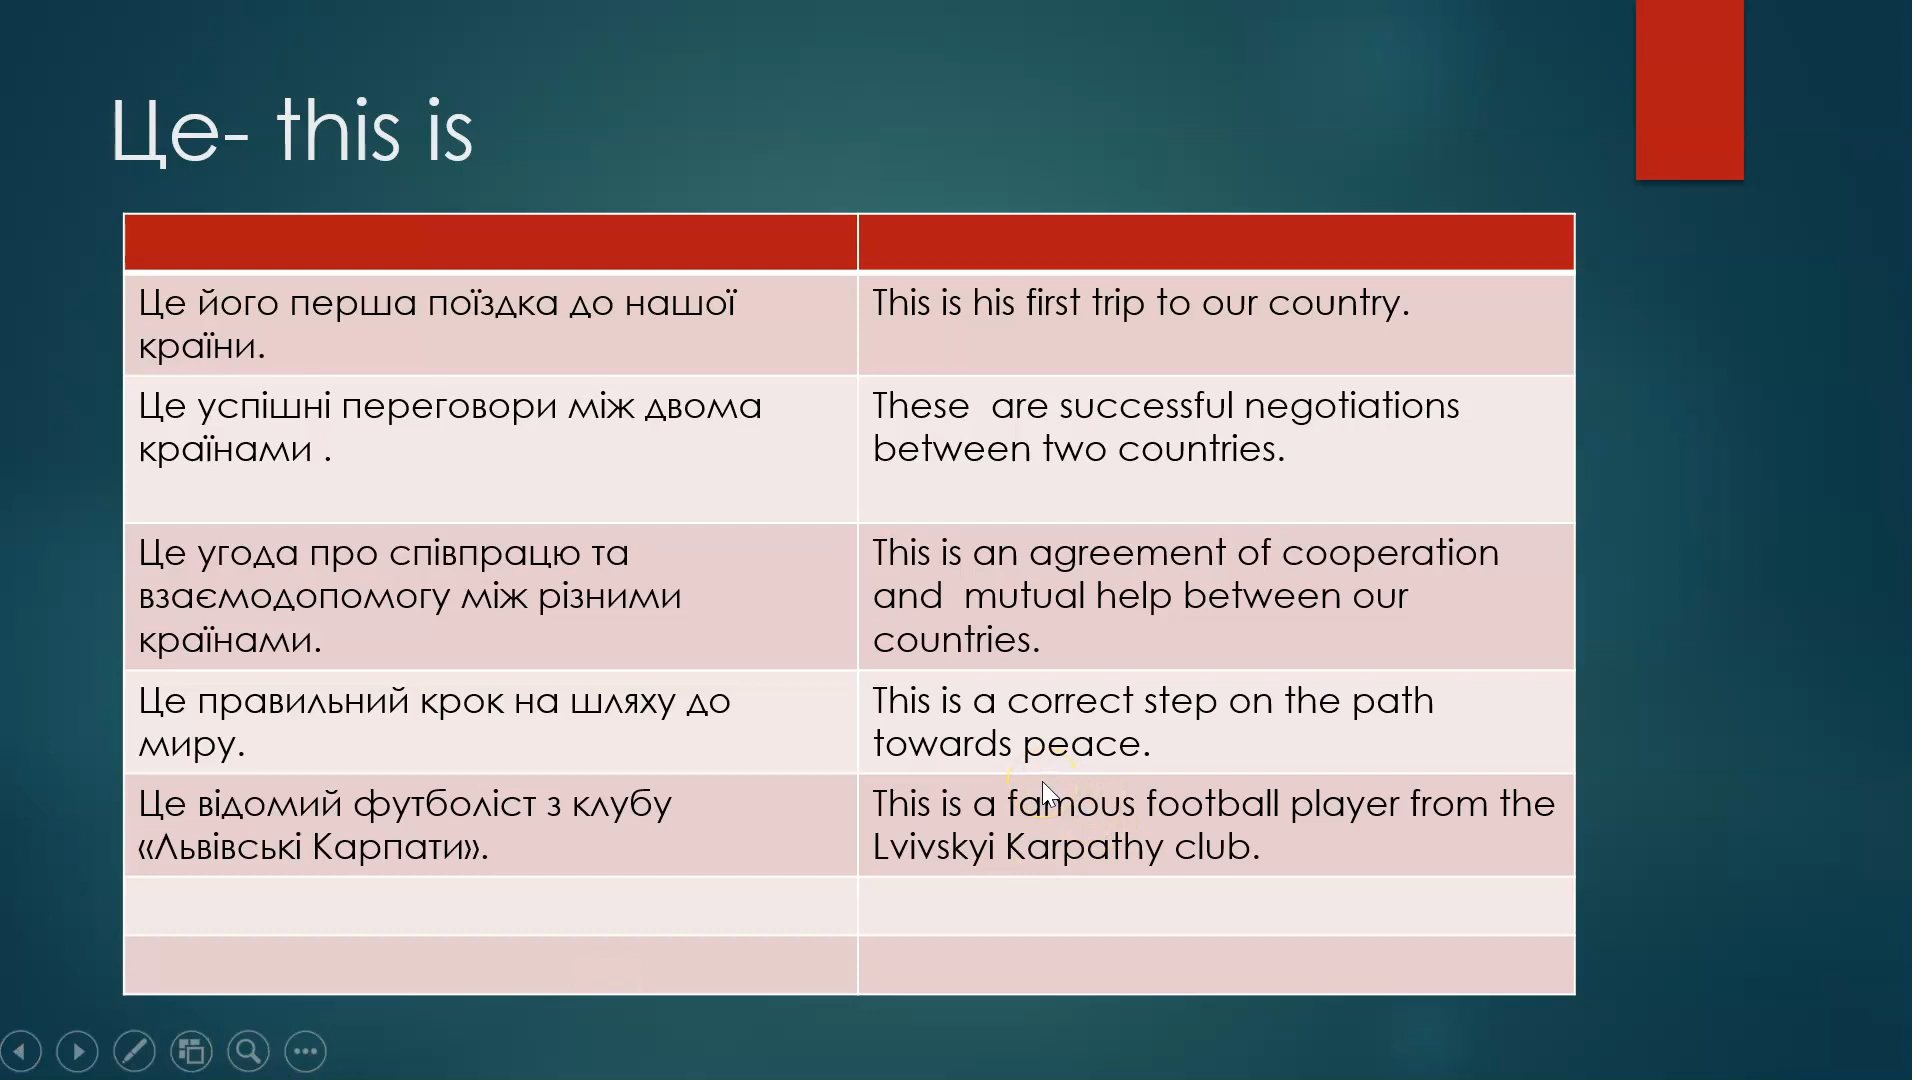 Це- this is
Це його перша поїздка до нашої
країни.
This is his first trip to our country.
Це успішні переговори між двома
країнами .
These  are successful negotiations
between two countries.
Це угода про співпрацю та
взаємодопомогу між різними
країнами.
This is an agreement of cooperation
and  mutual help between our
countries.
Це правильний крок на шляху до
миру.
This is a correct step on the path
towards peace.
Це відомий футболіст з клубу
«Львівські Карпати».
This is a famous football player from the
Lvivskyi Karpathy club.